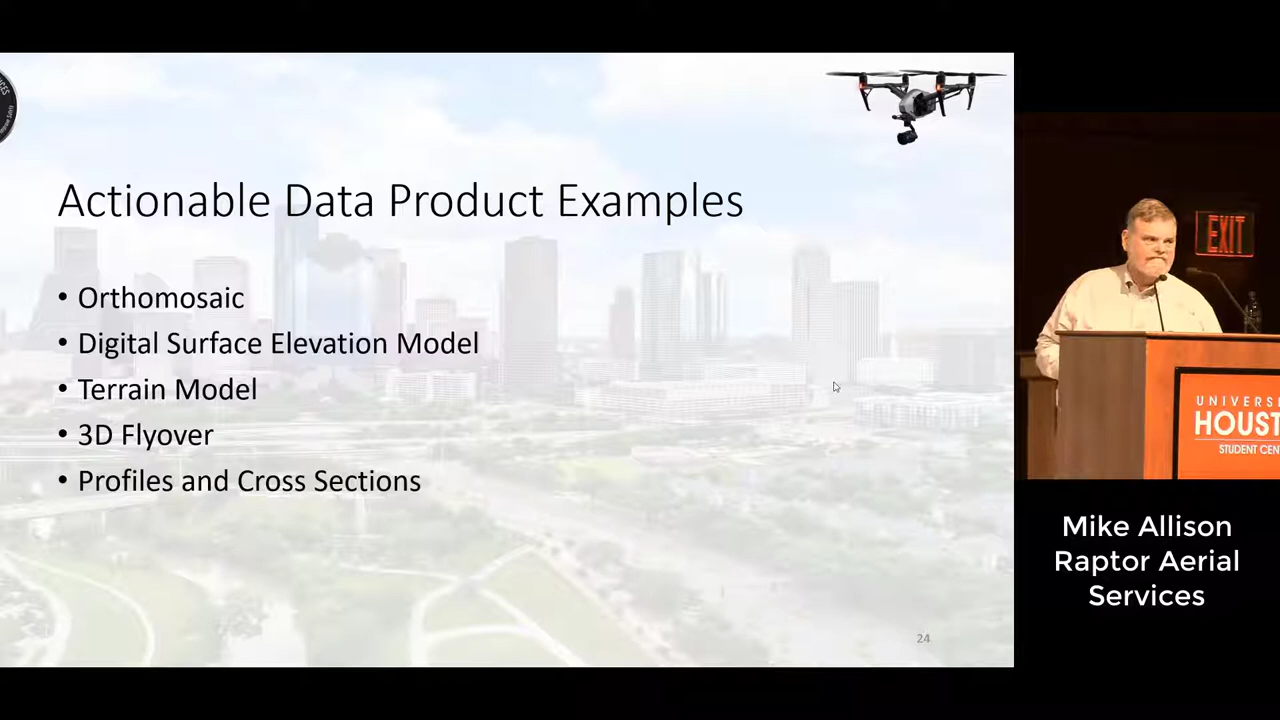 Actionable Data Product Examples
• Orthomosaic
• Digital Surface Elevation Model
• Terrain Model
• 3D Flyover
• Profiles and Cross Sections
24
EXIT
UNIVERS
HOUST
STUDENT CEN
Mike Allison
Raptor Aerial
Services